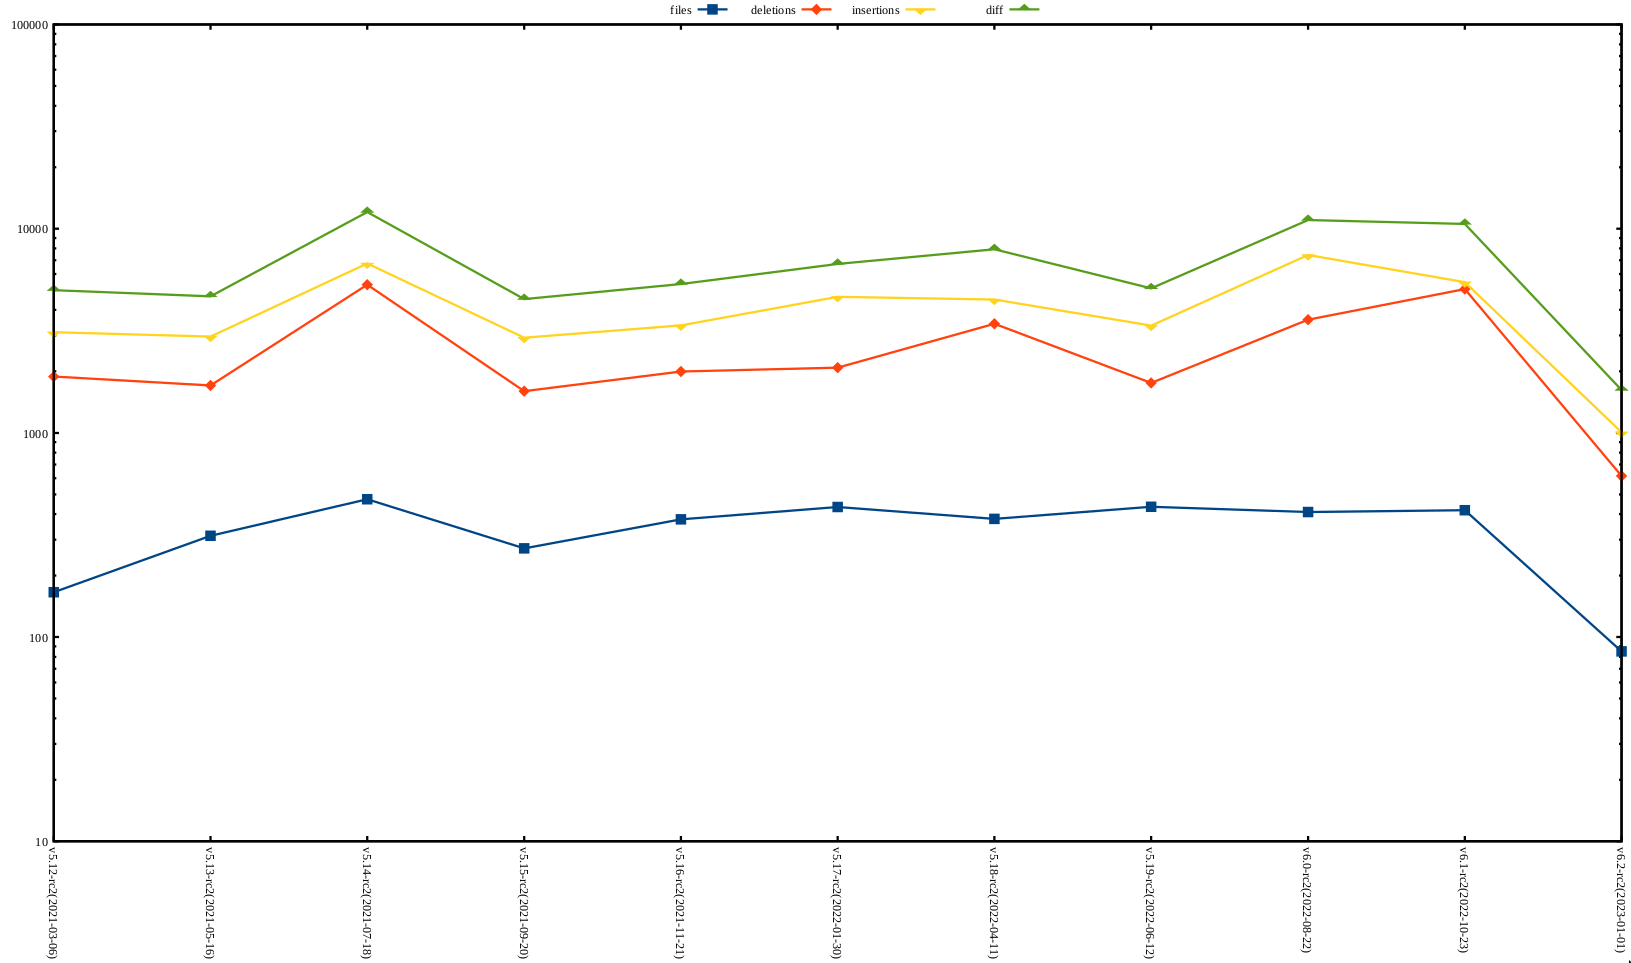 files
deletions
insertions
diff
100000
10000
1000
100
10
v5.12-rc2(2021-03-06)
v5.13-rc2(2021-05-16)
v5.14-rc2(2021-07-18)
v5.15-rc2(2021-09-20)
v5.16-rc2(2021-11-21)
v5.17-rc2(2022-01-30)
v5.18-rc2(2022-04-11)
v5.19-rc2(2022-06-12)
v6.0-rc2(2022-08-22)
v6.1-rc2(2022-10-23)
v6.2-rc2(2023-01-01)